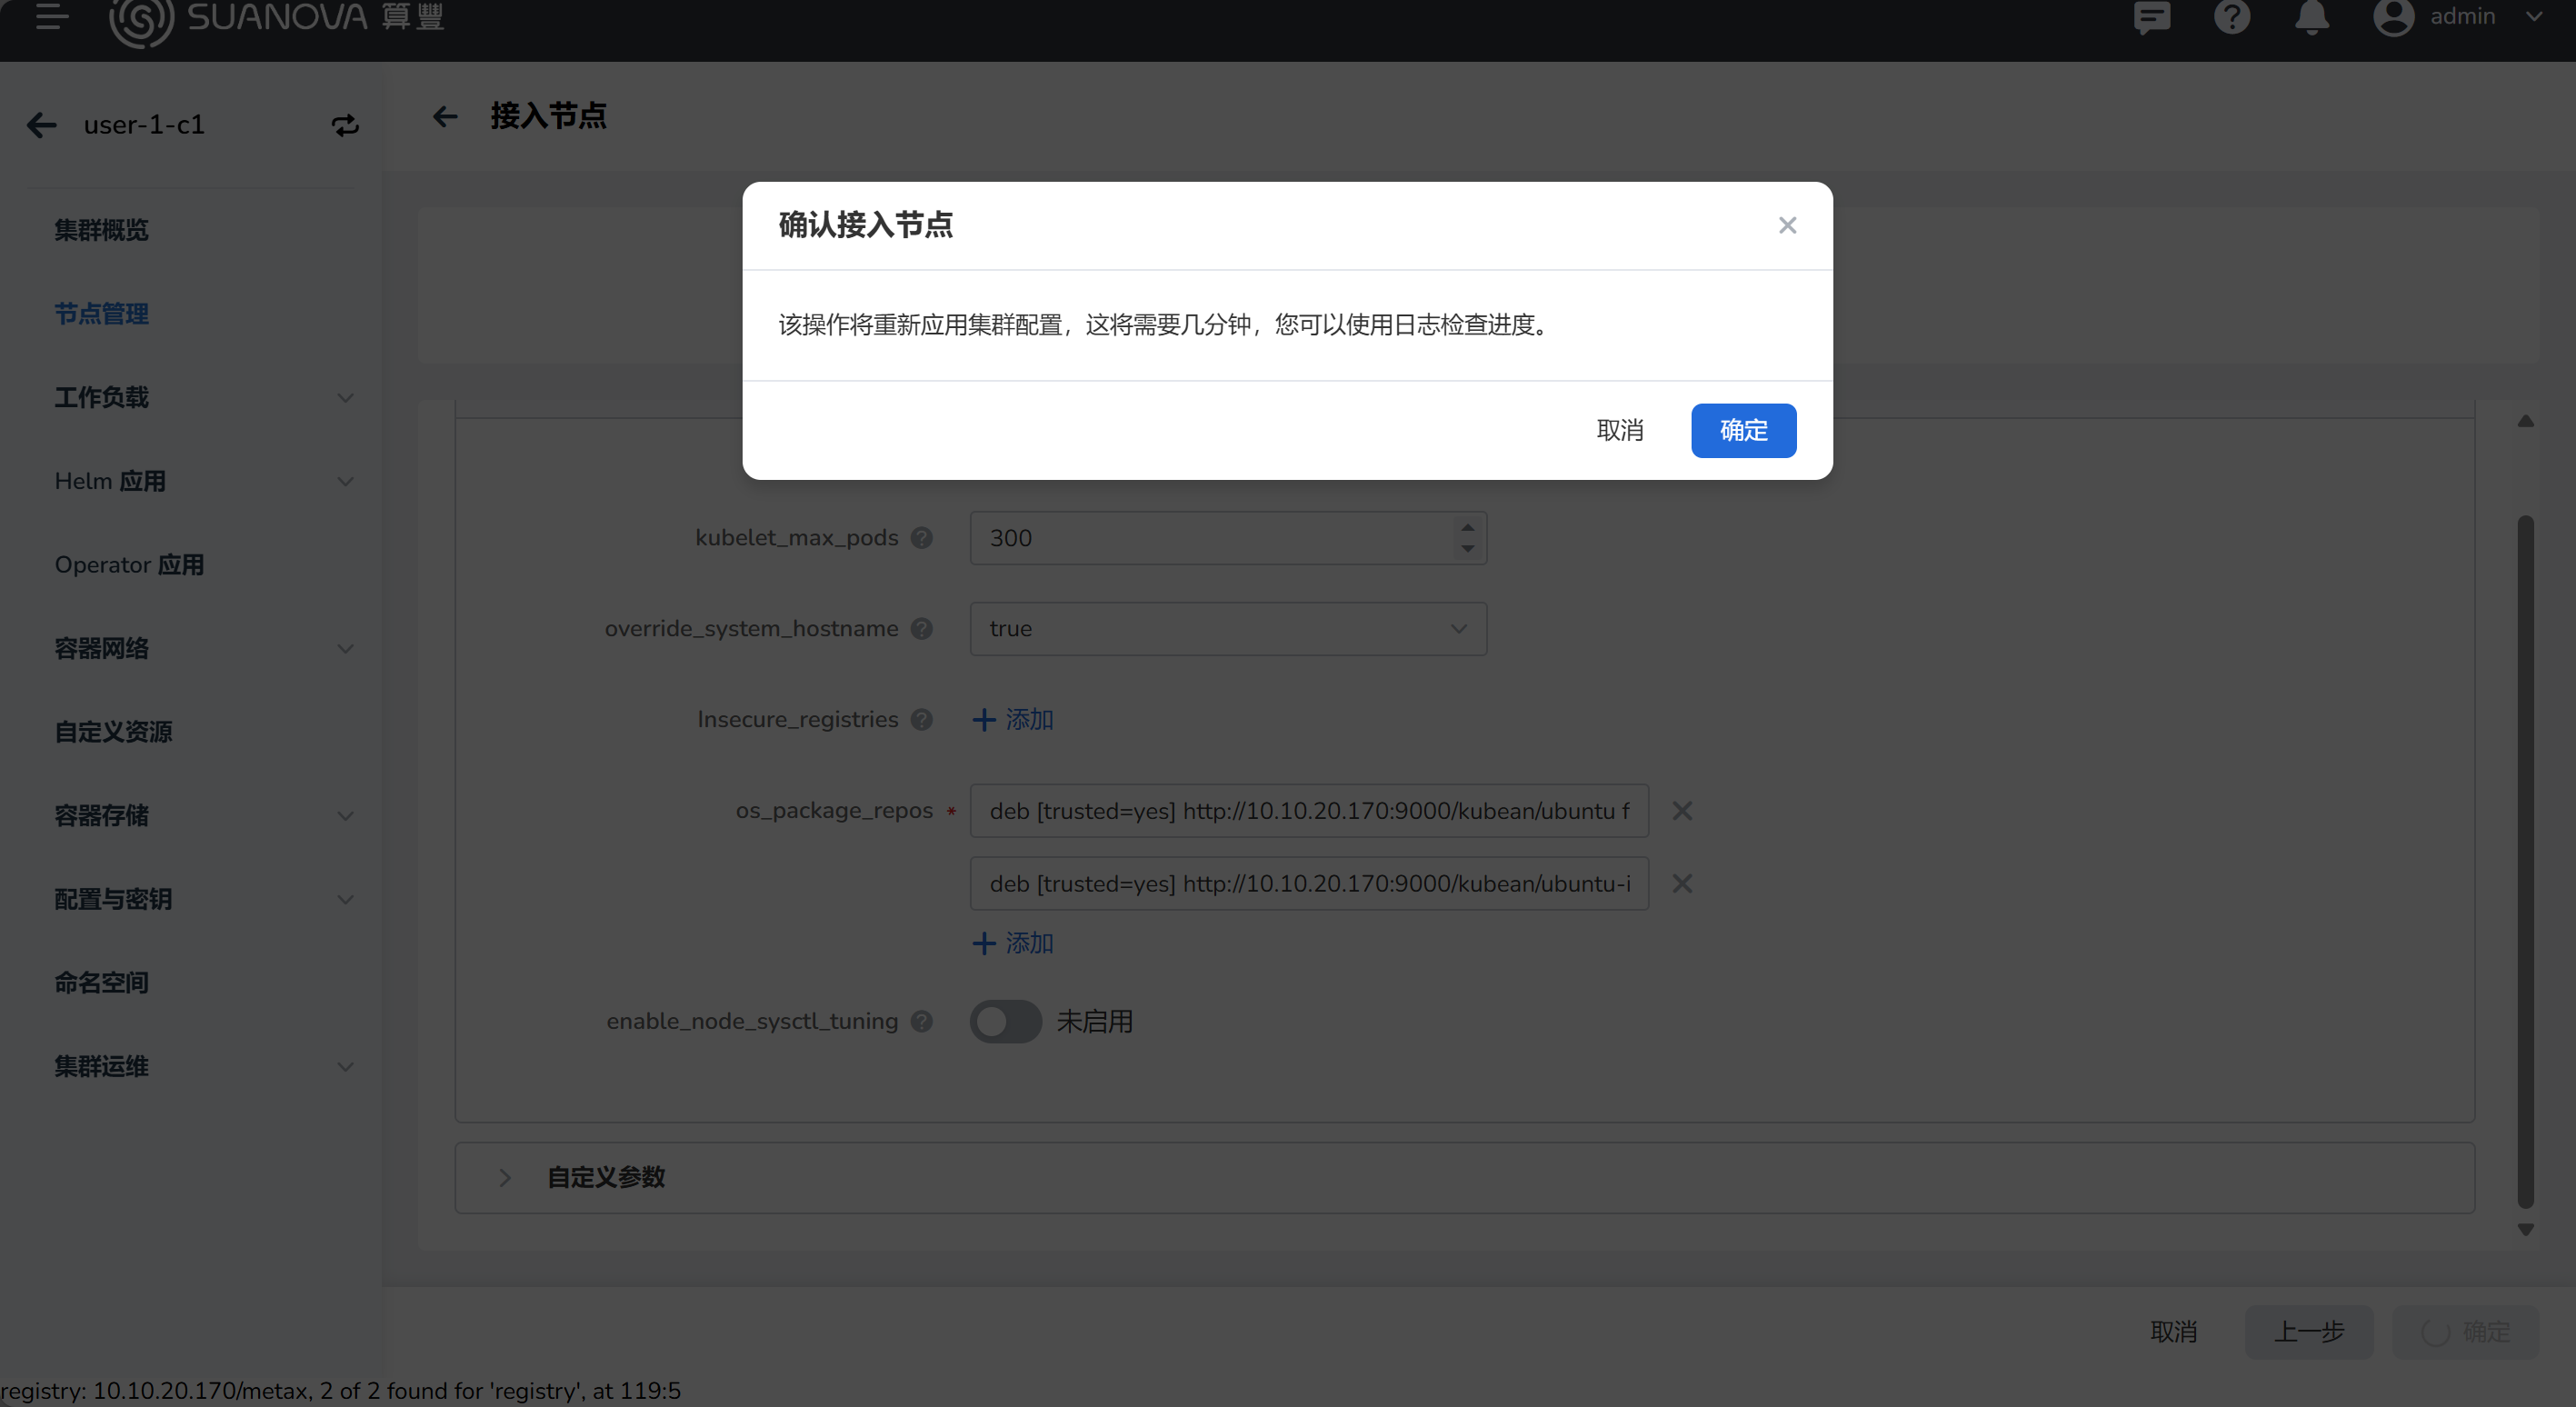 SUANOVA 算豐
admin
user-1-c1
接入节点
集群概览
节点管理
工作负载
Helm 应用
Operator 应用
容器网络
自定义资源
容器存储
配置与密钥
命名空间
集群运维
确认接入节点
该操作将重新应用集群配置，这将需要几分钟，您可以使用日志检查进度。
取消
确定
kubelet_max_pods
300
override_system_hostname
true
Insecure_registries
添加
os_package_repos *
deb [trusted=yes] http://10.10.20.170:9000/kubean/ubuntu f
deb [trusted=yes] http://10.10.20.170:9000/kubean/ubuntu-i
添加
enable_node_sysctl_tuning
未启用
自定义参数
取消
上一步
确定
registry: 10.10.20.170/metax, 2 of 2 found for 'registry', at 119:5